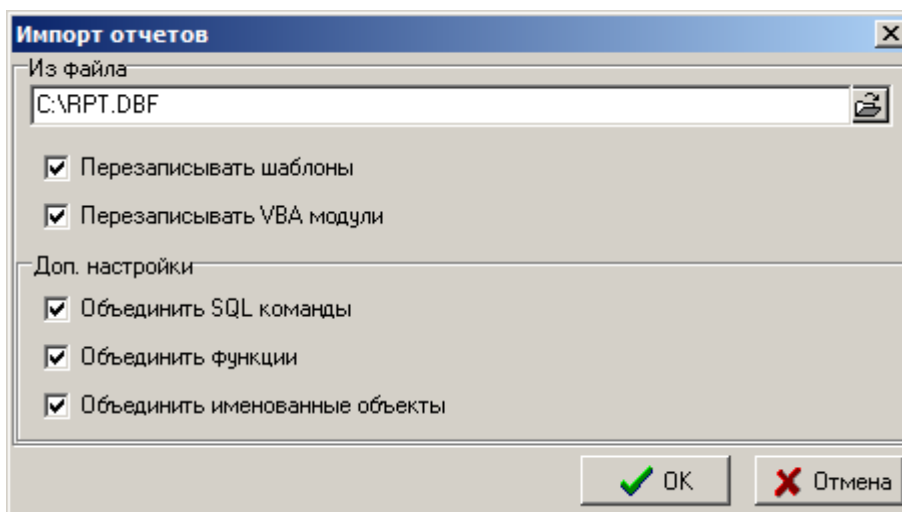 Импорт отчетов
Из файла
C:\RPT.DBF
Перезаписывать шаблоны
Перезаписывать VBA модули
Доп. настройки
Объединить SQL команды
Объединить функции
Объединить именованные объекты
OK Отмена